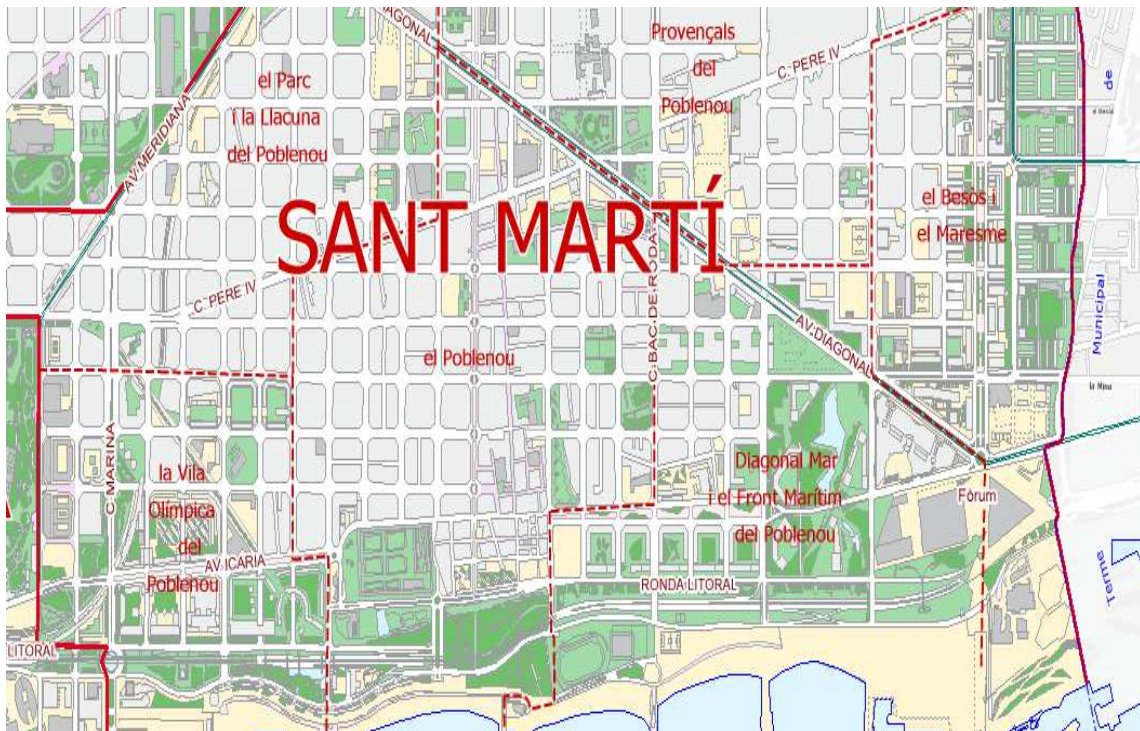 DIAGONAL
Provençals
del
Poblenou
C. PERE IV
de
el Parc
i la Llacuna
del Poblenou
AV. MERIDIANA
SANT MARTÍ
el Besòs i
el Maresme
C. PERE IV
C. BAC DE RODA
Municipal
AV. DIAGONAL
el Poblenou
la Mina
C. MARINA
la Vila
Olímpica
del
Poblenou
Diagonal Mar
i el Front Marítim
del Poblenou
Fòrum
AV. ICÀRIA
RONDA LITORAL
Terme
LITORAL